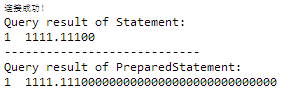 连接成功!
Query result of Statement:
1  1111.11100
----------------------------
Query result of PreparedStatement:
1  1111.1110000000000000000000000000000